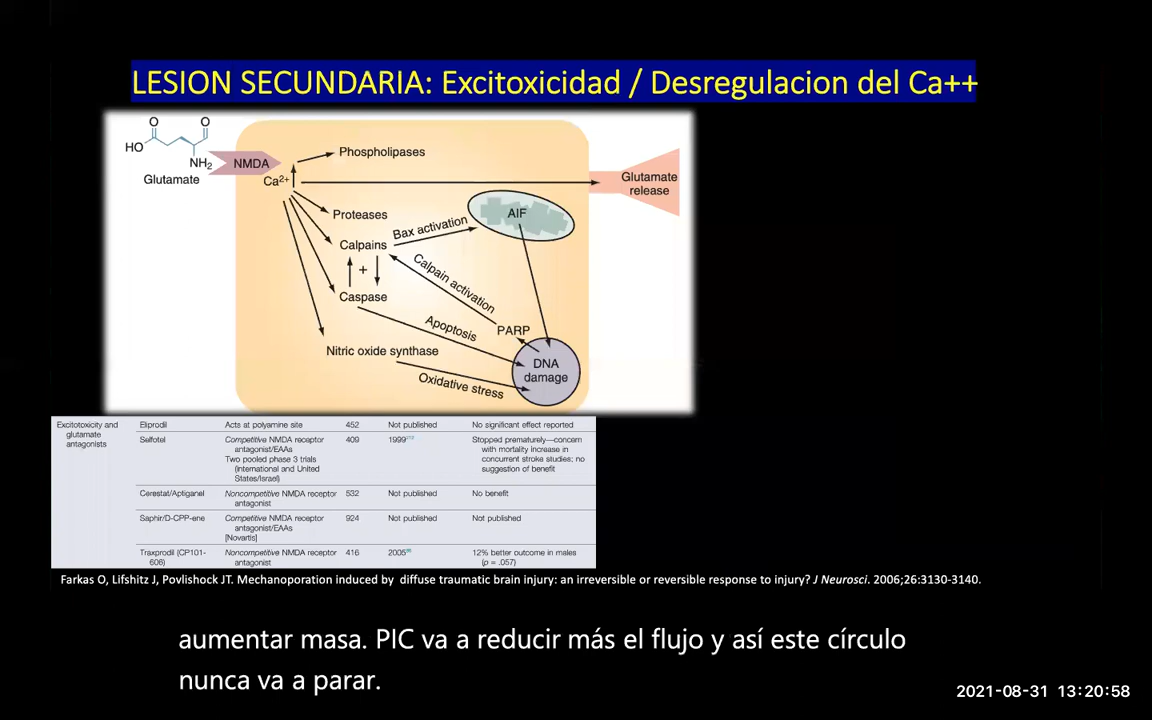 LESION SECUNDARIA: Excitoxicidad / Desregulacion del Ca++
O
O
HO
NH2
Glutamate
NMDA
Ca2+
Phospholipases
Glutamate
release
Proteases
AIF
Bax activation
Calpains
Calpain activation
+
Caspase
Apoptosis
PARP
Nitric oxide synthase
DNA
damage
Oxidative stress
Excitotoxicity and
glutamate
antagonists
Eliprodil Acts at polyamine site 452 Not published No significant effect reported
Selfotel Competitive NMDA receptor 409 1999 Stopped prematurely—concern
antagonist/EAAs with mortality increase in
Two pooled phase 3 trials concurrent stroke studies; no
(International and United suggestion of benefit
States/Israel)
Cerestat/Aptiganel Noncompetitive NMDA receptor 532 Not published No benefit
antagonist
Saphir/D-CPP-ene Competitive NMDA receptor 924 Not published Not published
antagonist/EAAs
[Novartis]
Traxprodil (CP101- Noncompetitive NMDA receptor 416 2005 12% better outcome in males
606) antagonist (p = .057)
Farkas O, Lifshitz J, Povlishock JT. Mechanoporation induced by diffuse traumatic brain injury: an irreversible or reversible response to injury? J Neurosci. 2006;26:3130-3140.
aumentar masa. PIC va a reducir más el flujo y así este círculo
nunca va a parar.
2021-08-31 13:20:58